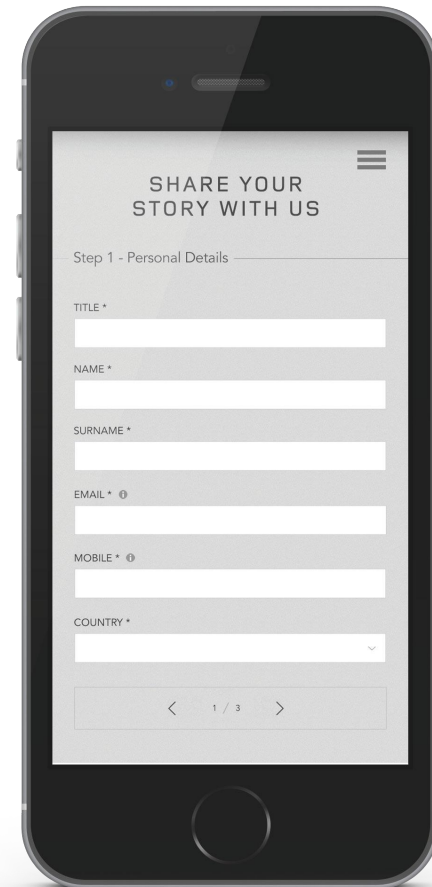 SHARE YOUR
STORY WITH US
Step 1 - Personal Details
TITLE *
NAME *
SURNAME *
EMAIL *
MOBILE *
COUNTRY *
1 / 3